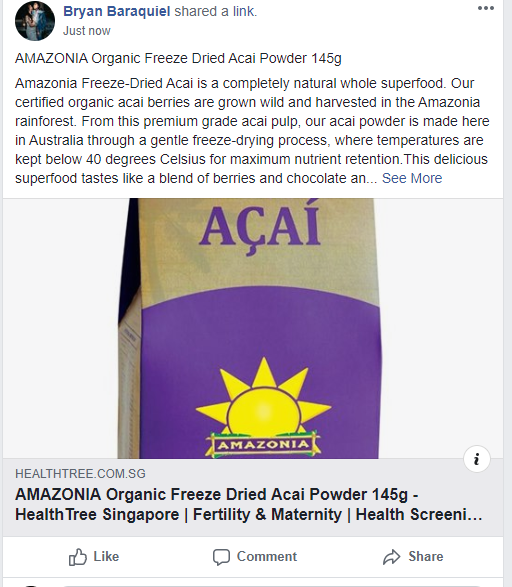 Bryan Baraquiel shared a link.
Just now
AMAZONIA Organic Freeze Dried Acai Powder 145g
Amazonia Freeze-Dried Acai is a completely natural whole superfood. Our
certified organic acai berries are grown wild and harvested in the Amazonia
rainforest. From this premium grade acai pulp, our acai powder is made here
in Australia through a gentle freeze-drying process, where temperatures are
kept below 40 degrees Celsius for maximum nutrient retention.This delicious
superfood tastes like a blend of berries and chocolate an... See More
AÇAÍ
AMAZONIA
HEALTHTREE.COM.SG
AMAZONIA Organic Freeze Dried Acai Powder 145g -
HealthTree Singapore | Fertility & Maternity | Health Screeni...
Like Comment Share